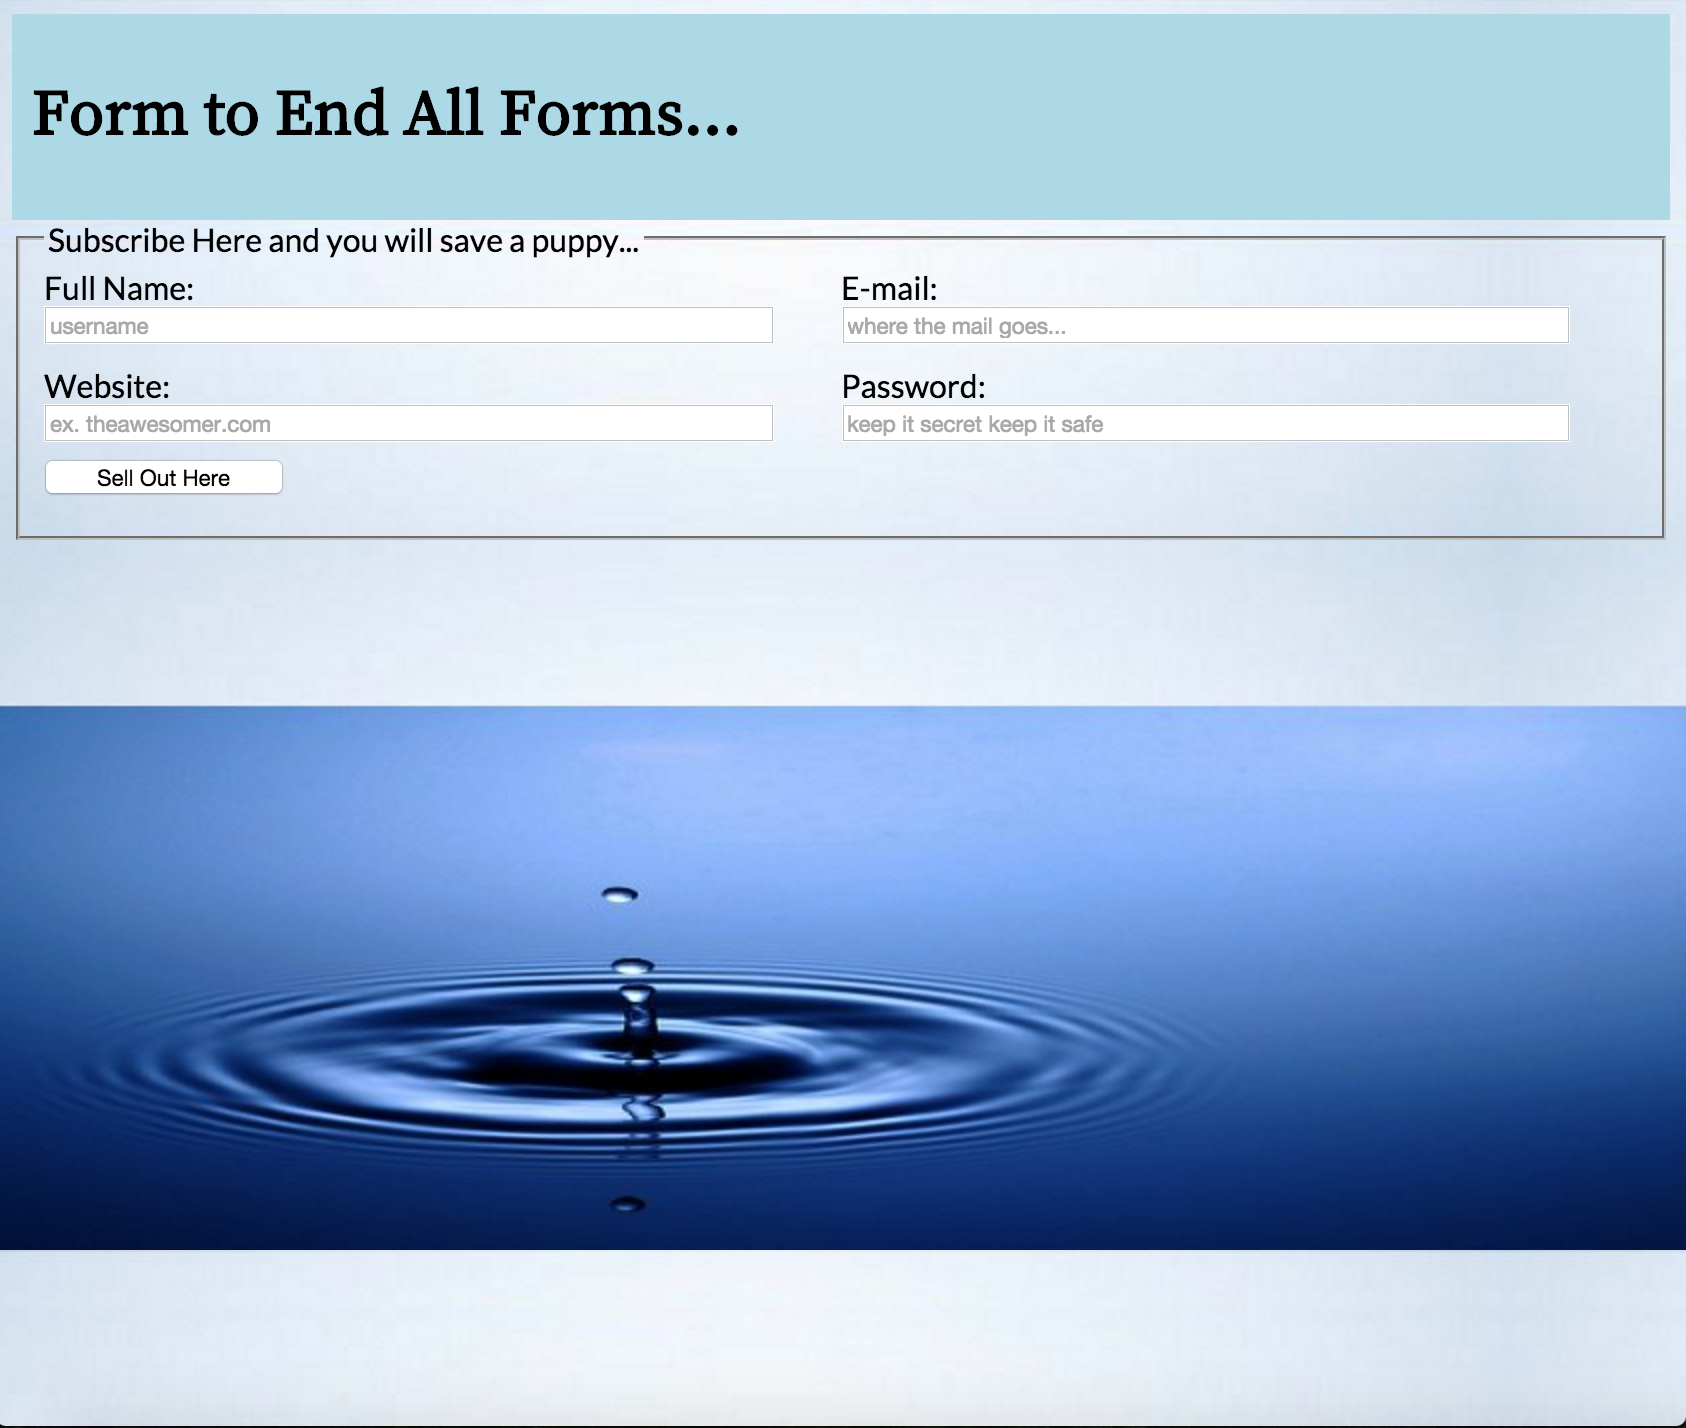 Form to End All Forms...
Subscribe Here and you will save a puppy...
Full Name:
E-mail:
username
where the mail goes...
Website:
Password:
ex. theawesomer.com
keep it secret keep it safe
Sell Out Here